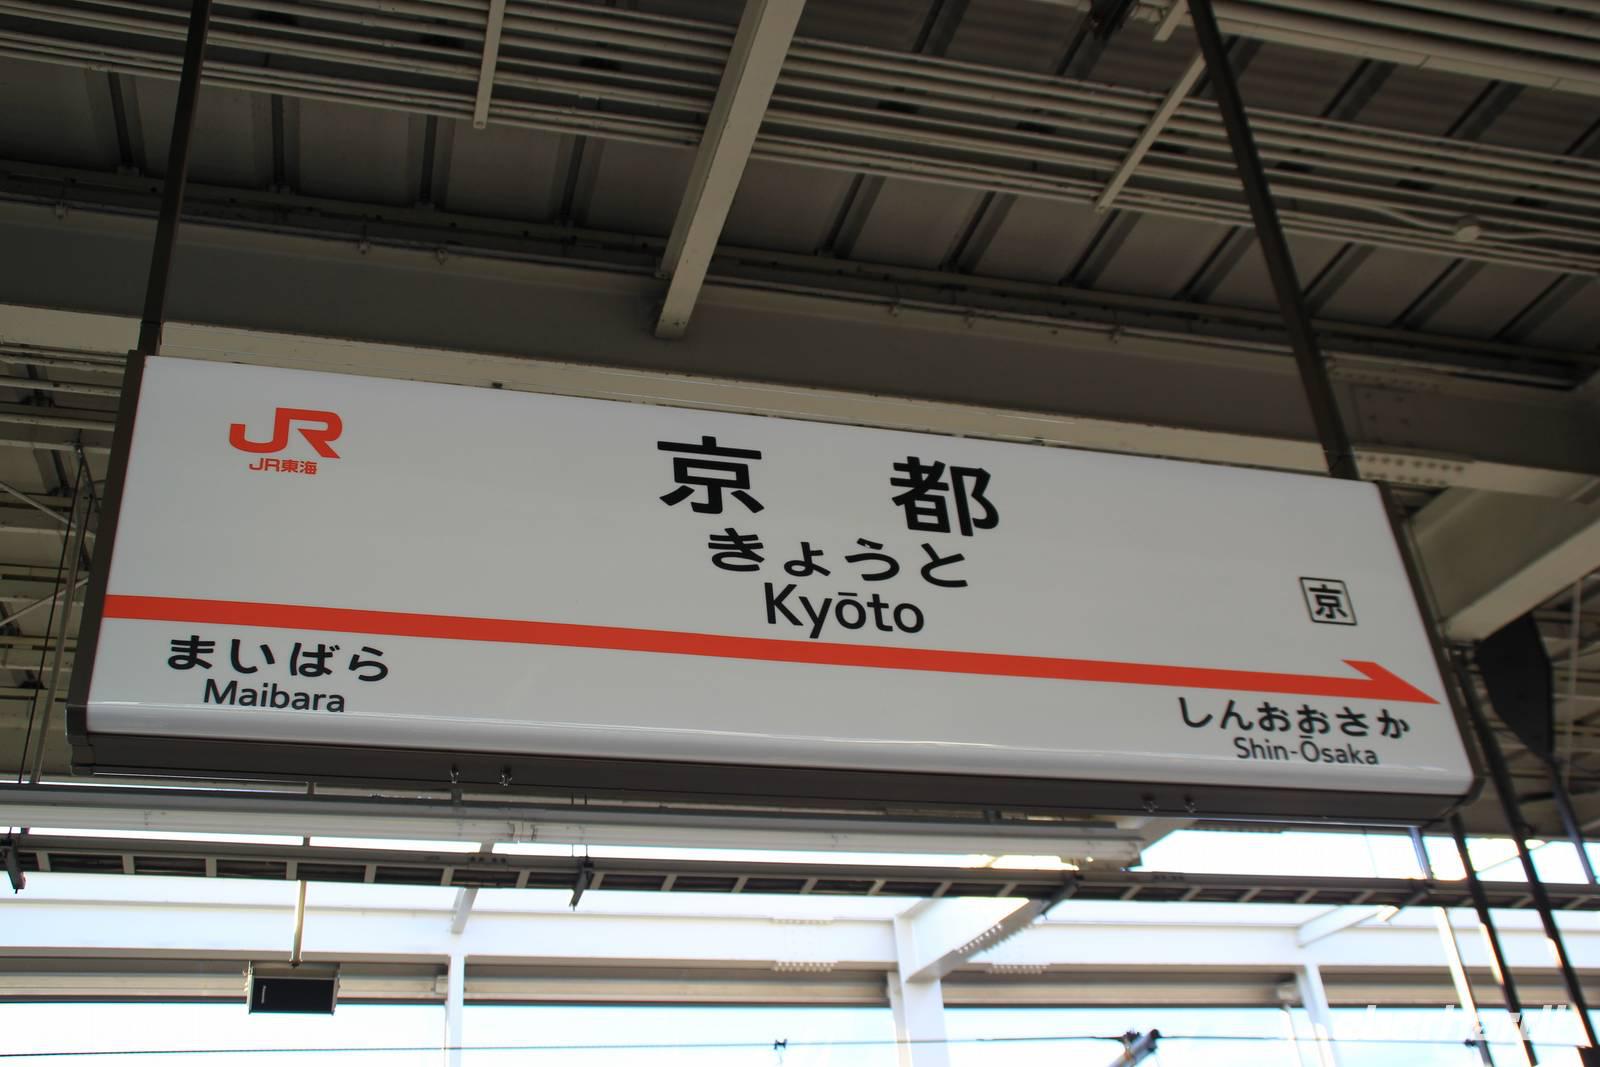 JR
JR東海
京都
きょうと
Kyōto
京
まいばら
Maibara
しんおおさか
Shin-Ōsaka